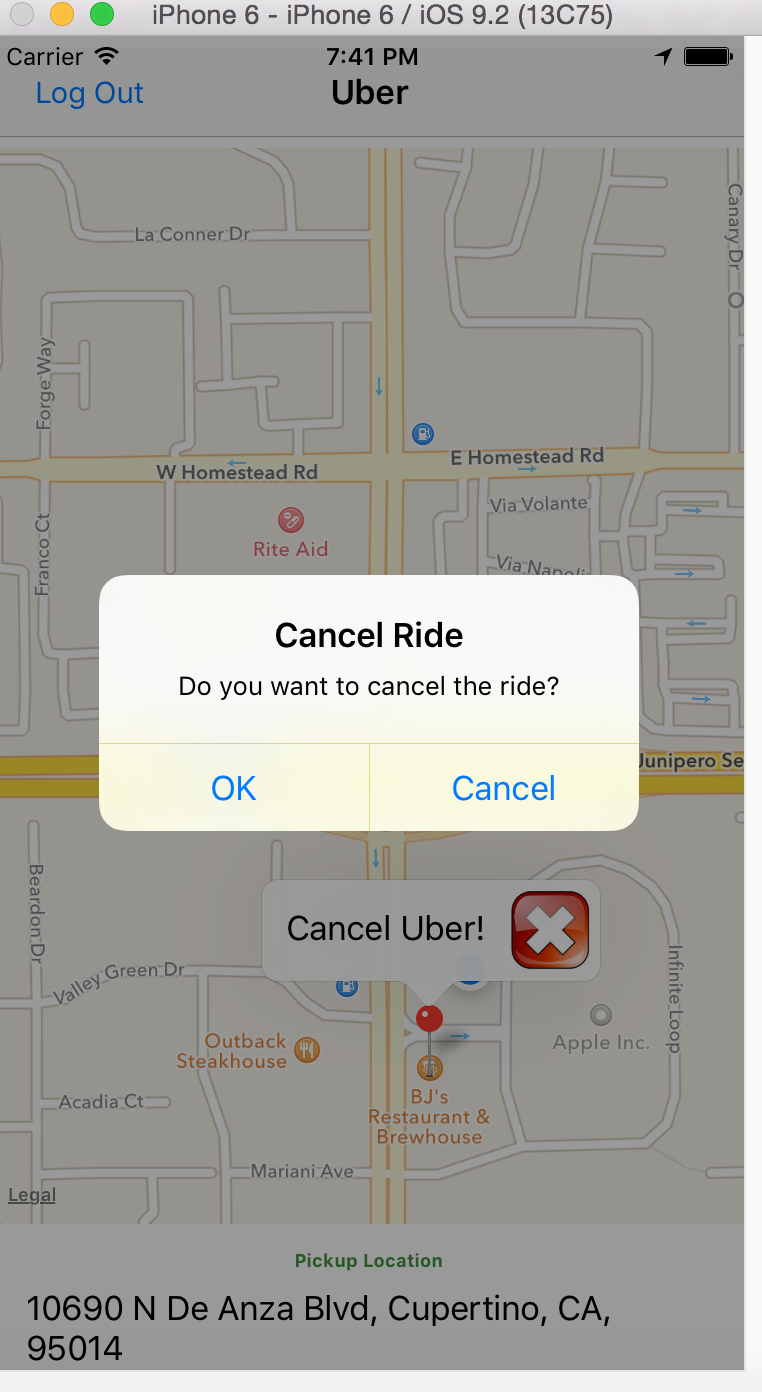 iPhone 6 - iPhone 6 / iOS 9.2 (13C75)
Carrier
7:41 PM
Log Out
Uber
La Conner Dr
Canary Dr
Forge Way
W Homestead Rd
E Homestead Rd
Via Volante
Franco Ct
Rite Aid
Via Napoli
Cancel Ride
Do you want to cancel the ride?
Junipero Se
OK
Cancel
Beardon Dr
Cancel Uber!
Valley Green Dr
Infinite Loop
Outback
Steakhouse
Apple Inc.
Acadia Ct
BJ's
Restaurant &
Brewhouse
Mariani Ave
Legal
Pickup Location
10690 N De Anza Blvd, Cupertino, CA,
95014